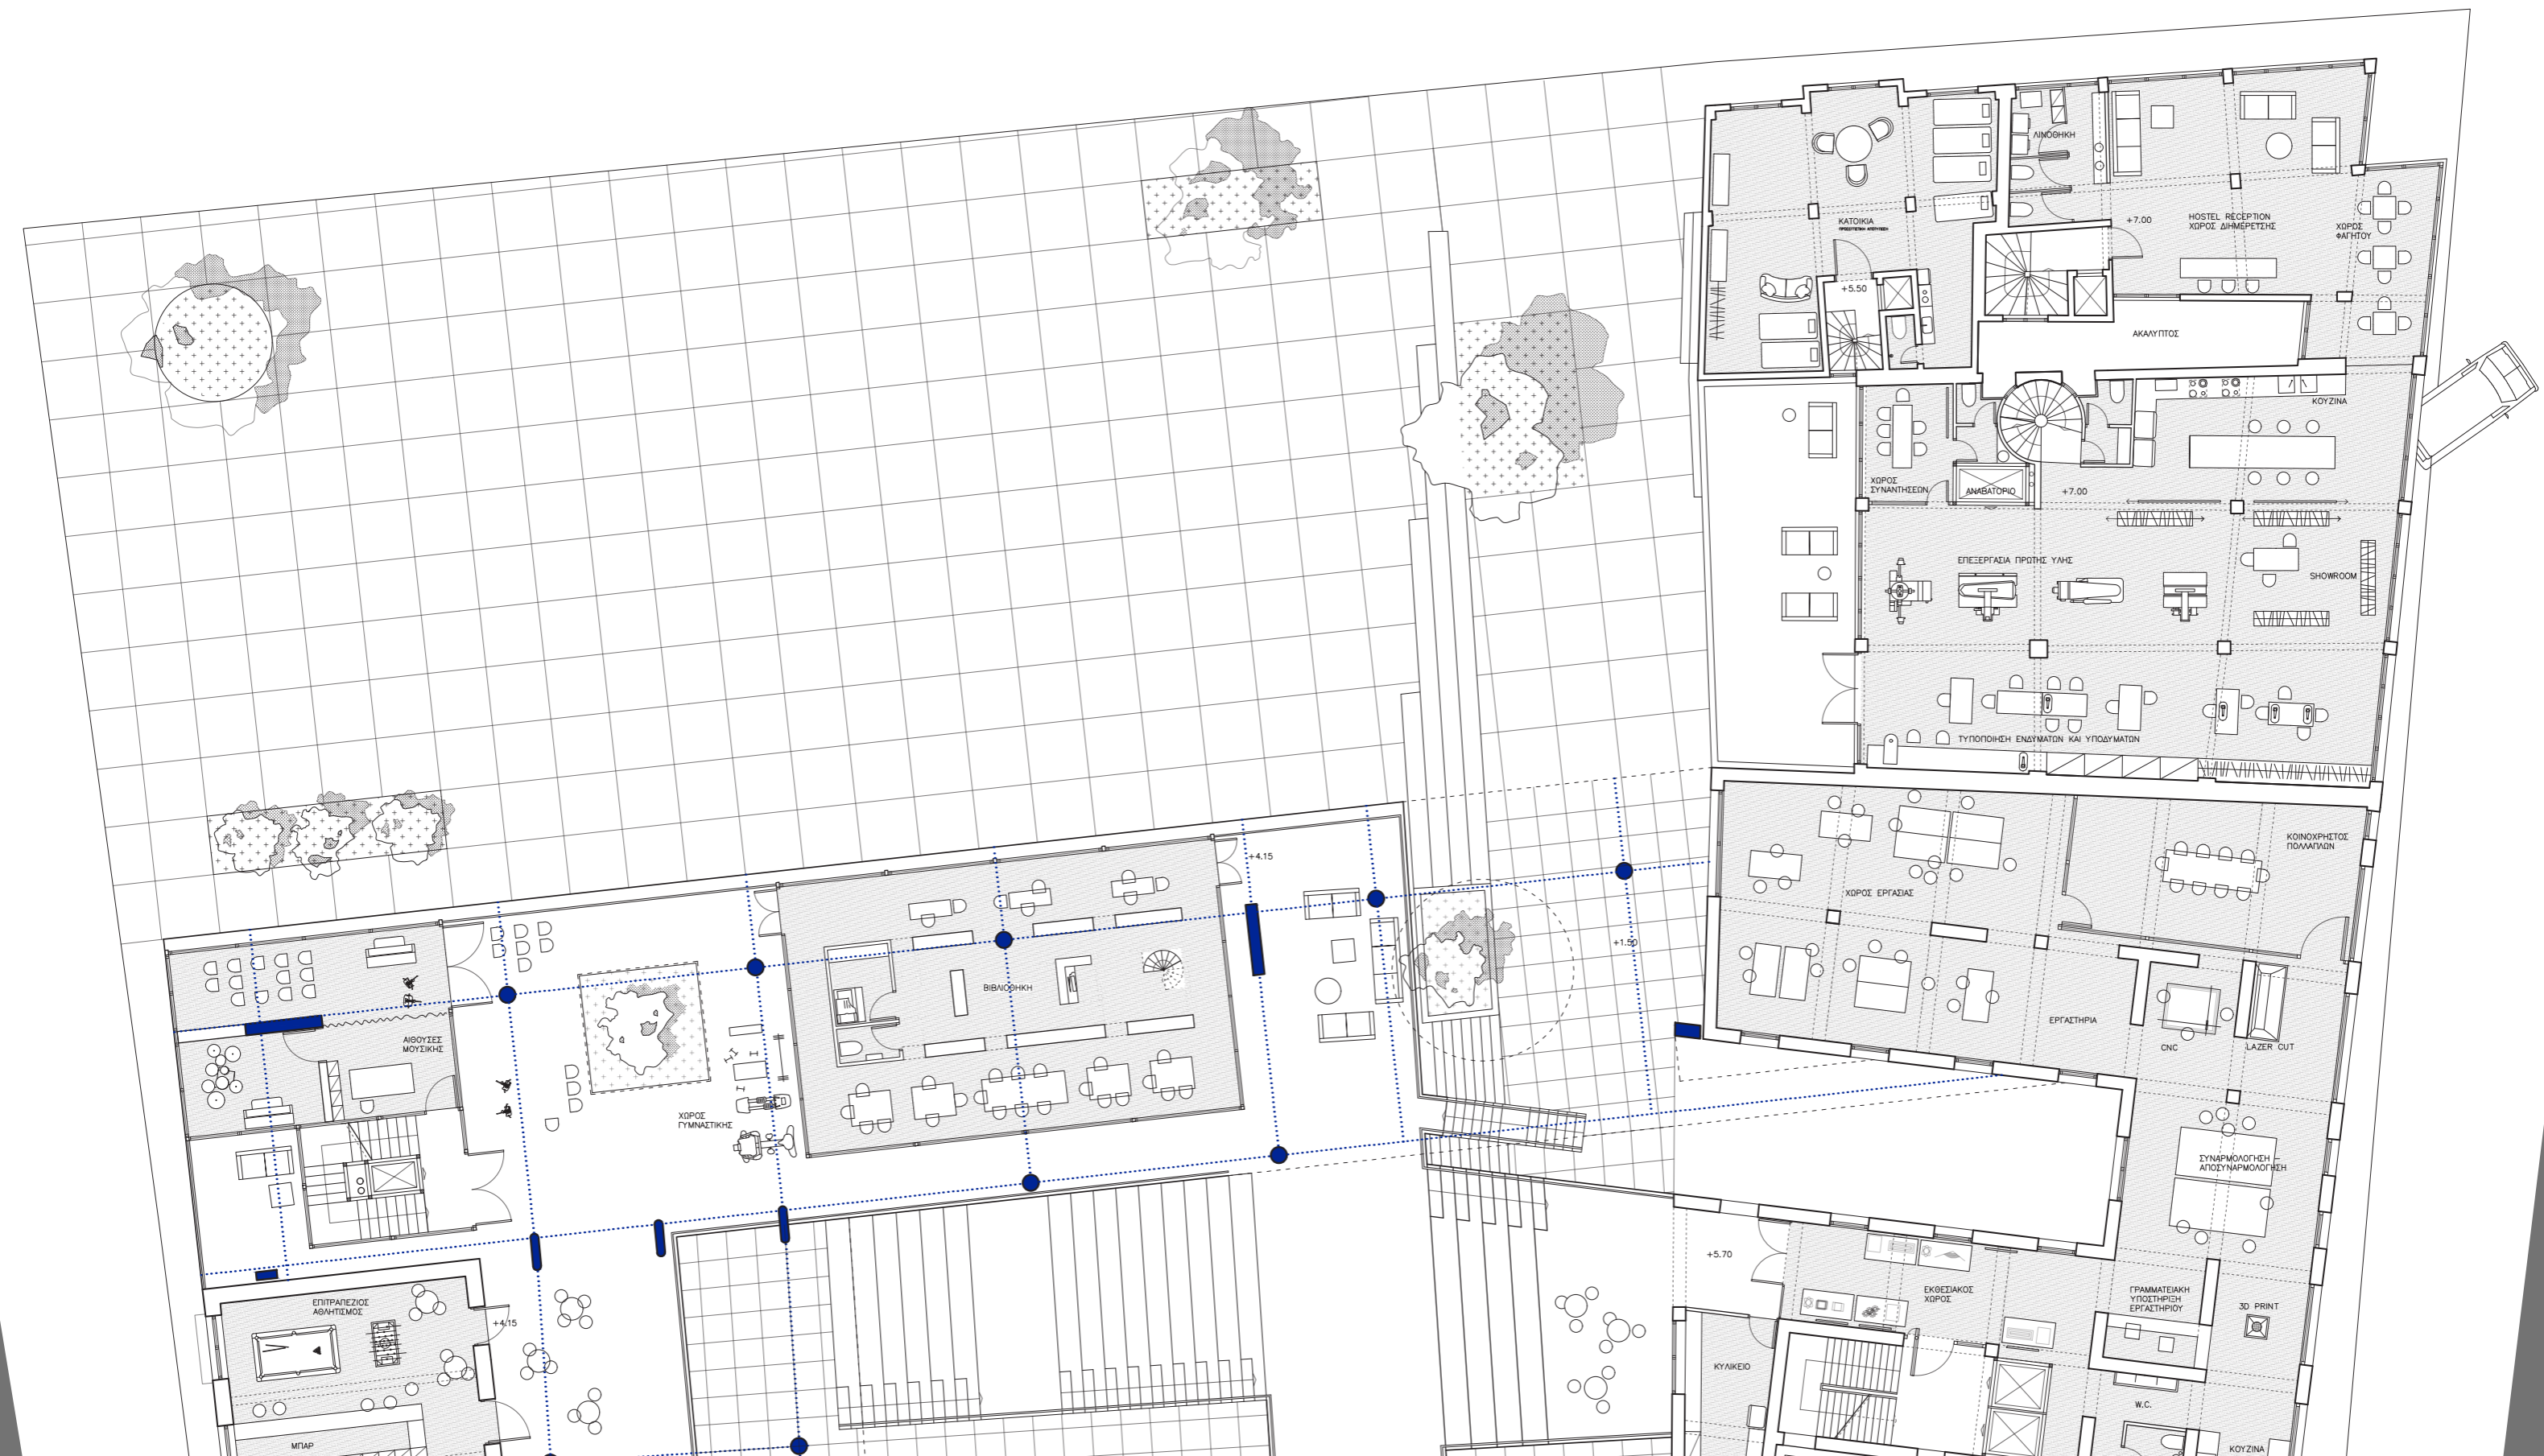 ΛΙΝΟΘΗΚΗ
+7.00
HOSTEL RECEPTION
ΧΩΡΟΣ ΔΙΗΜΕΡΕΤΣΗΣ
ΧΩΡΟΣ
ΦΑΓΗΤΟΥ
ΚΑΤΟΙΚΙΑ
+5.50
ΑΚΑΛΥΠΤΟΣ
ΚΟΥΖΙΝΑ
ΧΩΡΟΣ
ΣΥΝΑΝΤΗΣΕΩΝ
ΑΝΑΒΑΤΟΡΙΟ
+7.00
ΕΠΕΞΕΡΓΑΣΙΑ ΠΡΩΤΗΣ ΥΛΗΣ
SHOWROOM
ΤΥΠΟΠΟΙΗΣΗ ΕΝΔΥΜΑΤΩΝ ΚΑΙ ΥΠΟΔΥΜΑΤΩΝ
ΚΟΙΝΟΧΡΗΣΤΟΣ
ΠΟΛΛΑΠΛΩΝ
ΧΩΡΟΣ ΕΡΓΑΣΙΑΣ
+4.15
+1.50
ΒΙΒΛΙΟΘΗΚΗ
ΑΙΘΟΥΣΕΣ
ΜΟΥΣΙΚΗΣ
ΕΡΓΑΣΤΗΡΙΑ
CNC
LAZER CUT
ΧΩΡΟΣ
ΓΥΜΝΑΣΤΙΚΗΣ
ΣΥΝΑΡΜΟΛΟΓΗΣΗ –
ΑΠΟΣΥΝΑΡΜΟΛΟΓΗΣΗ
+5.70
ΕΚΘΕΣΙΑΚΟΣ
ΧΩΡΟΣ
ΓΡΑΜΜΑΤΕΙΑΚΗ
ΥΠΟΣΤΗΡΙΞΗ
ΕΡΓΑΣΤΗΡΙΟΥ
3D PRINT
ΕΠΙΤΡΑΠΕΖΙΟΣ
ΑΘΛΗΤΙΣΜΟΣ
+4.15
ΚΥΛΙΚΕΙΟ
W.C.
ΜΠΑΡ
ΚΟΥΖΙΝΑ